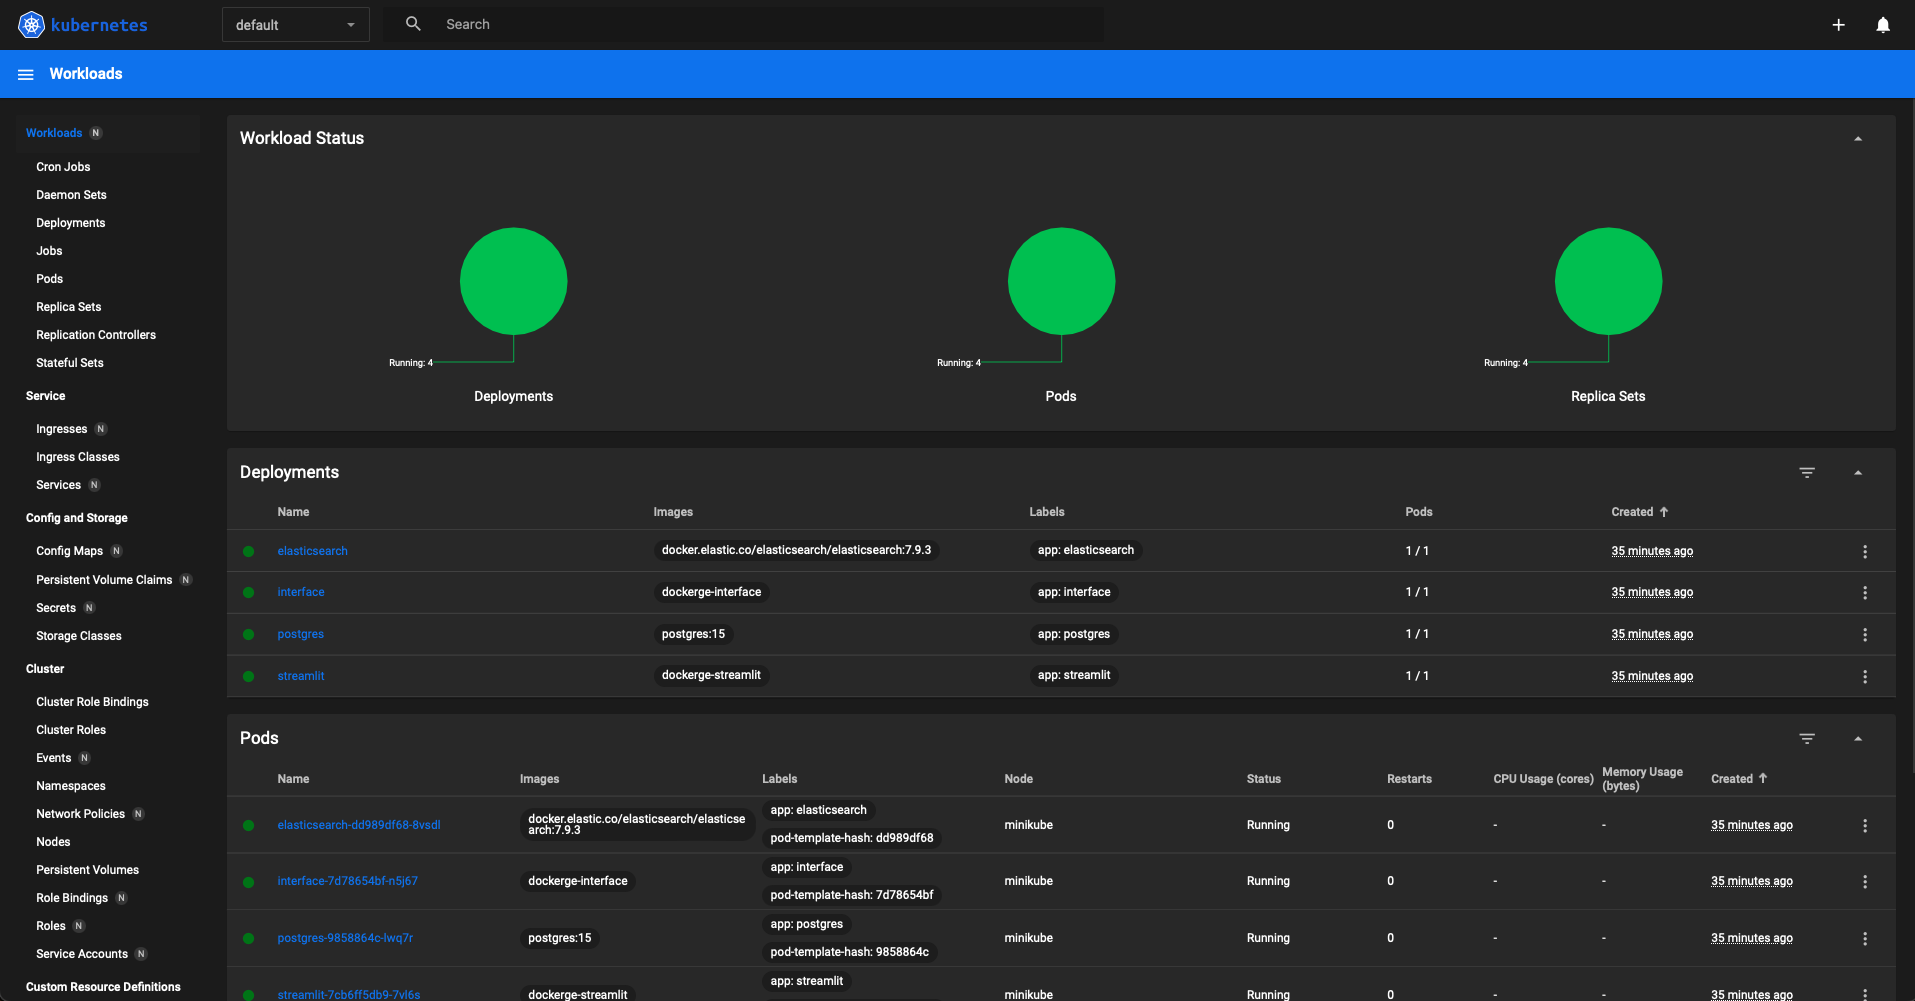 kubernetes
default
Search
Workloads
Workloads N
Cron Jobs
Daemon Sets
Deployments
Jobs
Pods
Replica Sets
Replication Controllers
Stateful Sets
Service
Ingresses N
Ingress Classes
Services N
Config and Storage
Config Maps N
Persistent Volume Claims N
Secrets N
Storage Classes
Cluster
Cluster Role Bindings
Cluster Roles
Events N
Namespaces
Network Policies N
Nodes
Persistent Volumes
Role Bindings N
Roles N
Service Accounts N
Custom Resource Definitions
Workload Status
Running: 4
Deployments
Running: 4
Pods
Running: 4
Replica Sets
Deployments
Name Images Labels Pods Created
elasticsearch docker.elastic.co/elasticsearch/elasticsearch:7.9.3 app: elasticsearch 1 / 1 35 minutes ago
interface dockerge-interface app: interface 1 / 1 35 minutes ago
postgres postgres:15 app: postgres 1 / 1 35 minutes ago
streamlit dockerge-streamlit app: streamlit 1 / 1 35 minutes ago
Pods
Name Images Labels Node Status Restarts CPU Usage (cores) Memory Usage (bytes) Created
elasticsearch-dd989df68-8vsdl docker.elastic.co/elasticsearch/elasticse
arch:7.9.3 app: elasticsearch
pod-template-hash: dd989df68 minikube Running 0 - - 35 minutes ago
interface-7d78654bf-n5j67 dockerge-interface app: interface
pod-template-hash: 7d78654bf minikube Running 0 - - 35 minutes ago
postgres-9858864c-lwq7r postgres:15 app: postgres
pod-template-hash: 9858864c minikube Running 0 - - 35 minutes ago
streamlit-7cb6ff5db9-7vl6s dockerge-streamlit app: streamlit
minikube Running 0 - - 35 minutes ago